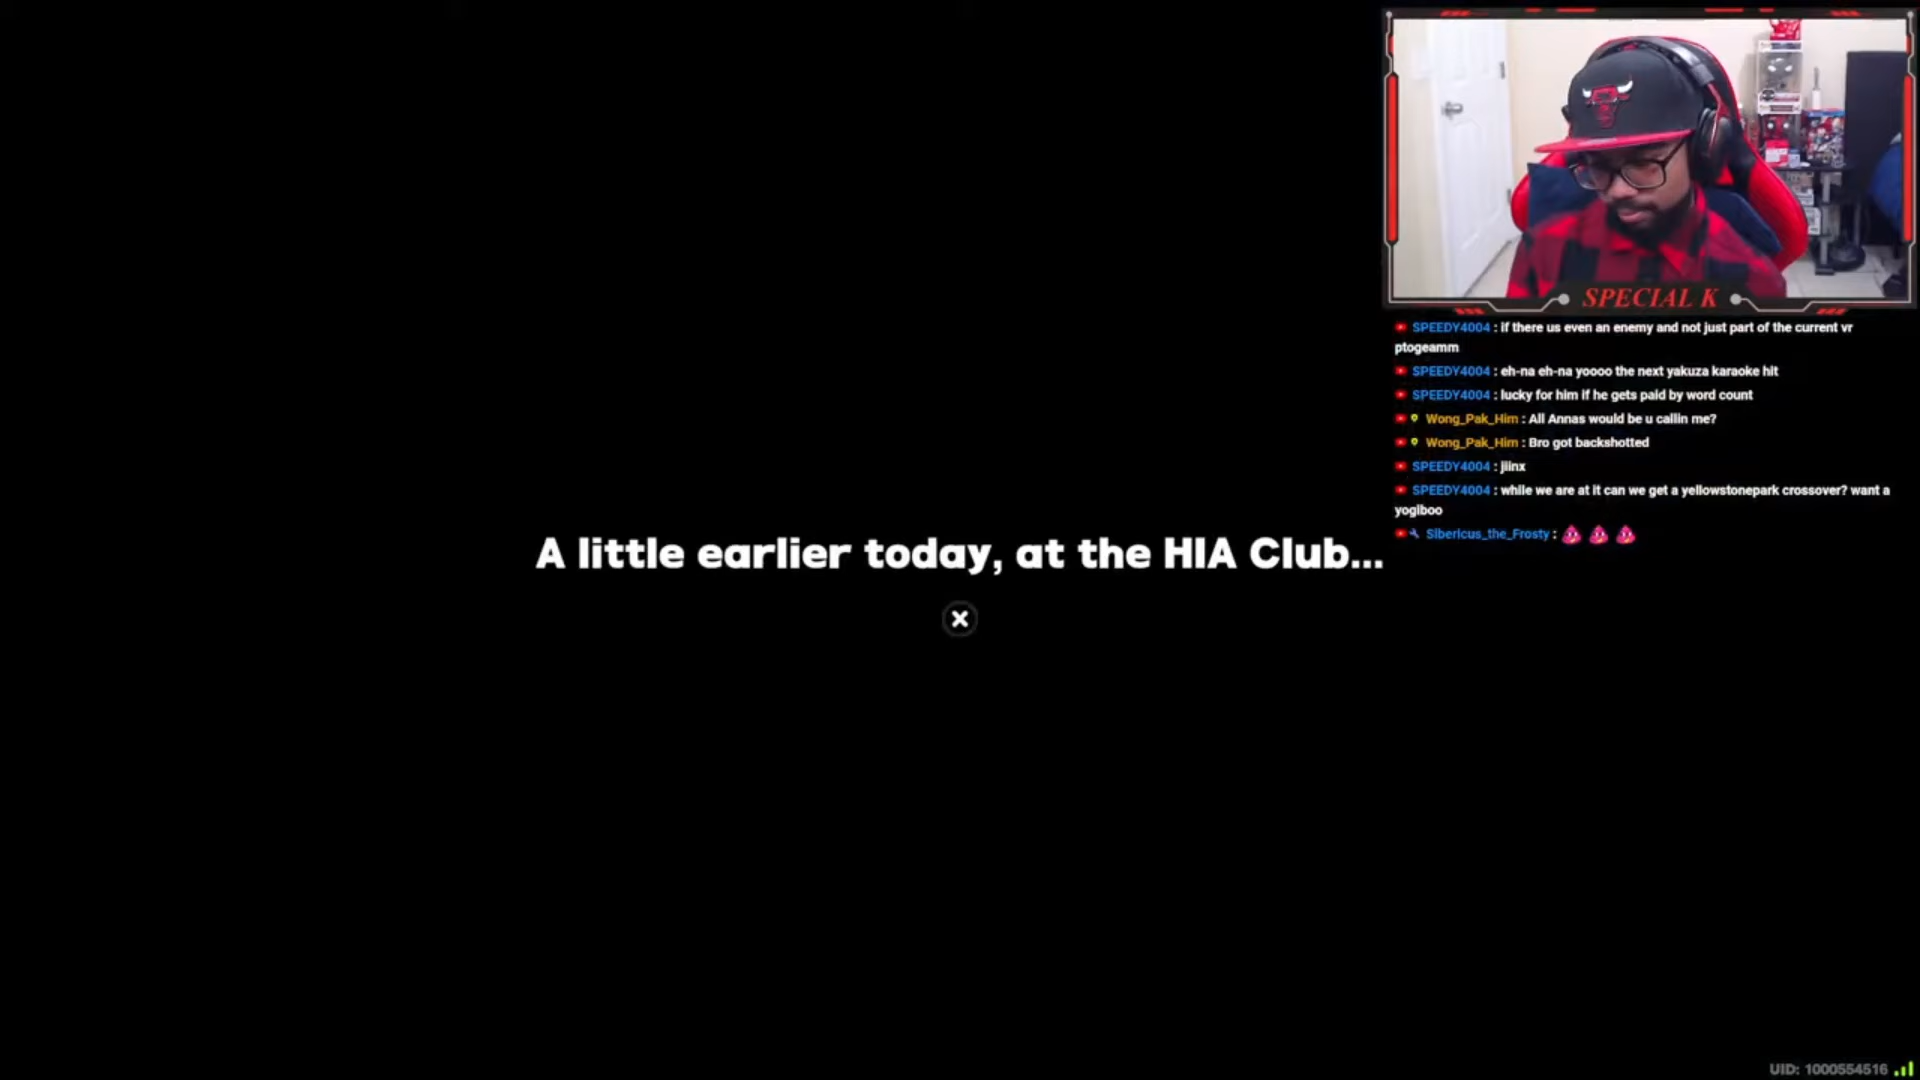 SPECIAL K
SPEEDY4004 : if there us even an enemy and not just part of the current vr
ptogeamm
SPEEDY4004 : eh-na eh-na yoooo the next yakuza karaoke hit
SPEEDY4004 : lucky for him if he gets paid by word count
Wong_Pak_Him : All Annas would be u callin me?
Wong_Pak_Him : Bro got backshotted
SPEEDY4004 : jiinx
SPEEDY4004 : while we are at it can we get a yellowstonepark crossover? want a
yogiboo
Sibericus_the_Frosty :
A little earlier today, at the HIA Club...
UID: 1000554516